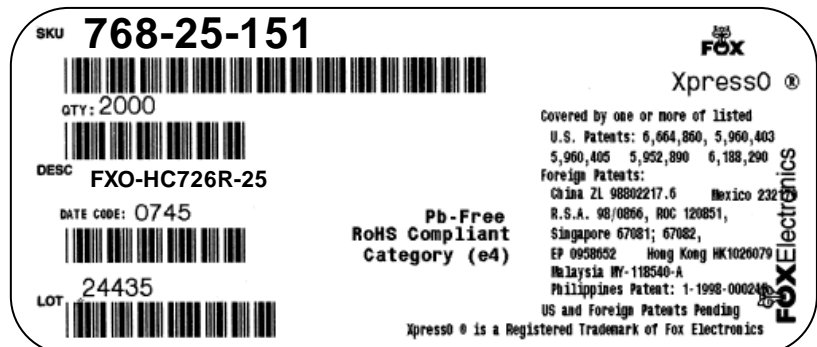 SKU 768-25-151
QTY: 2000
DESC FXO-HC726R-25
DATE CODE: 0745
LOT 24435
Pb-Free
RoHS Compliant
Category (e4)
FOX
XpressO ®
Covered by one or more of listed
U.S. Patents: 6,664,860, 5,960,403
5,960,405 5,952,890 6,188,290
Foreign Patents:
China ZL 98802217.6 Mexico 232179
R.S.A. 98/0866, ROC 120851,
Singapore 67081; 67082,
EP 0958652 Hong Kong HK1026079
Malaysia MY-118540-A
Philippines Patent:
US and Foreign Patents Pending
XpressO ® is a Registered Trademark of Fox Electronics
FOXElectronics